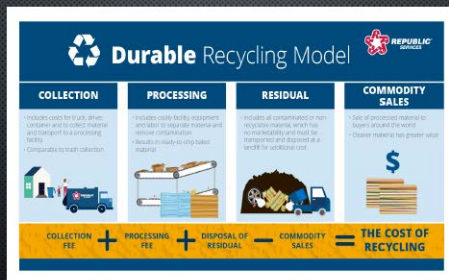 Durable Recycling Model
REPUBLIC
SERVICES
COLLECTION
• Includes costs for truck, driver,
container and to collect material
and transport to a processing
facility
• Comparable to trash collection
PROCESSING
• Includes costly facility, equipment
and labor to separate material and
remove contamination
• Results in ready-to-ship baled
material
RESIDUAL
• Includes all contaminated or non-
recyclable material, which has
no marketability and must be
transported and disposed at a
landfill for additional cost
COMMODITY
SALES
• Sale of processed material to
buyers around the world
• Cleaner material has greater value
$
COLLECTION
FEE
+
PROCESSING
FEE
+
DISPOSAL OF
RESIDUAL
−
COMMODITY
SALES
=
THE COST OF
RECYCLING